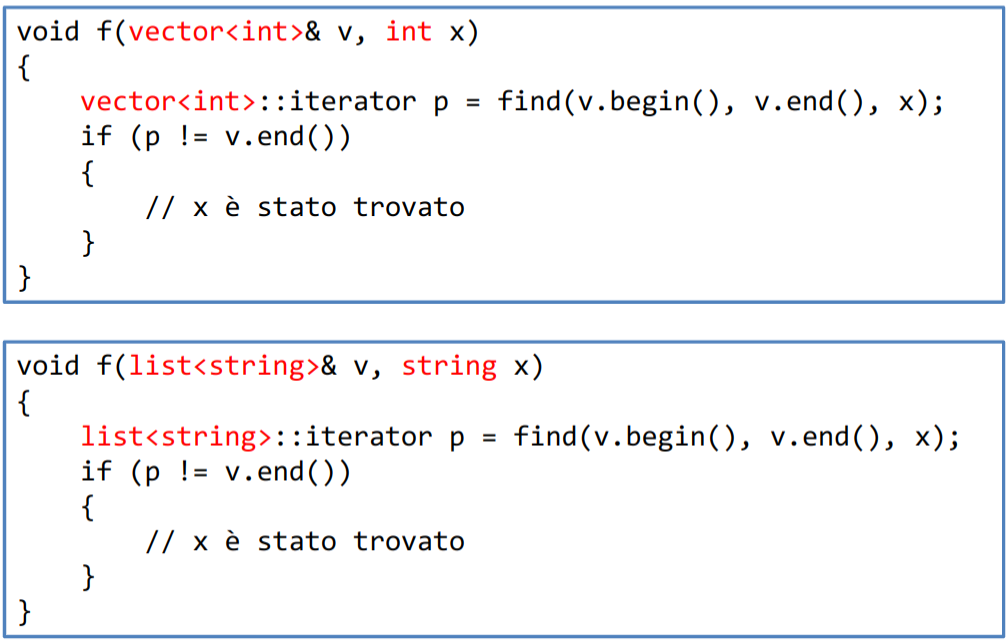 void f(vector<int>& v, int x)
{
    vector<int>::iterator p = find(v.begin(), v.end(), x);
    if (p != v.end())
    {
        // x è stato trovato
    }
}
void f(list<string>& v, string x)
{
    list<string>::iterator p = find(v.begin(), v.end(), x);
    if (p != v.end())
    {
        // x è stato trovato
    }
}